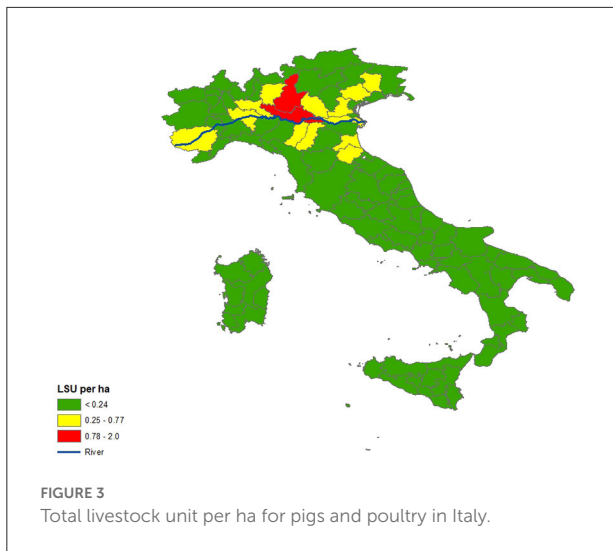 LSU per ha
< 0.24
0.25 - 0.77
0.78 - 2.0
River
FIGURE 3
Total livestock unit per ha for pigs and poultry in Italy.